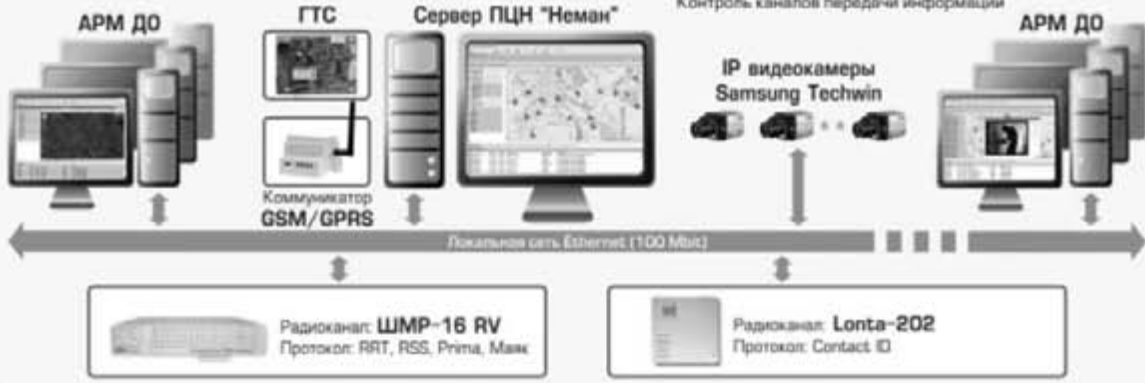 Контроль каналов передачи информации
АРМ ДО
ГТС
Сервер ПЦН "Неман"
АРМ ДО
IP видеокамеры
Samsung Techwin
Коммуникатор
GSM/GPRS
Локальная сеть Ethernet (100 Mbit)
Радиоканал: ШМР-16 RV
Протокол: RRT, RSS, Prima, Маяк
Радиоканал: Lonta-202
Протокол: Contact ID